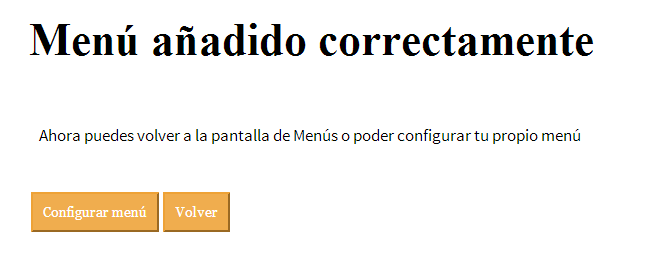 Menú añadido correctamente
Ahora puedes volver a la pantalla de Menús o poder configurar tu propio menú
Configurar menú Volver